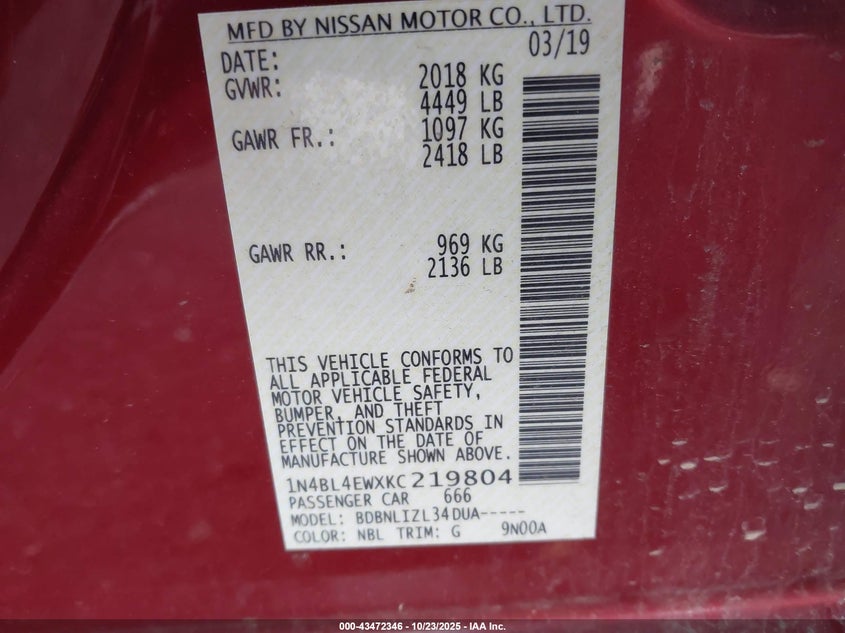 MFD BY NISSAN MOTOR CO., LTD.
DATE: 03/19
GVWR: 2018 KG
4449 LB
GAWR FR.: 1097 KG
2418 LB
GAWR RR.: 969 KG
2136 LB
THIS VEHICLE CONFORMS TO
ALL APPLICABLE FEDERAL
MOTOR VEHICLE SAFETY,
BUMPER, AND THEFT
PREVENTION STANDARDS IN
EFFECT ON THE DATE OF
MANUFACTURE SHOWN ABOVE.
1N4BL4EWXKC219804
PASSENGER CAR 666
MODEL: BDBNLIZL34DUA-----
COLOR: NBL TRIM: G 9N00A
000-43472346 - 10/23/2025 - IAA Inc.